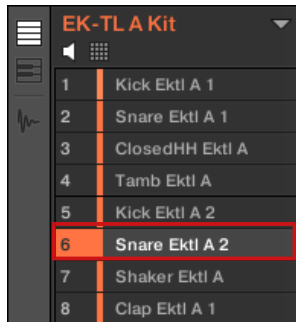 EK-TL A Kit
1 Kick Ektl A 1
2 Snare Ektl A 1
3 ClosedHH Ektl A
4 Tamb Ektl A
5 Kick Ektl A 2
6 Snare Ektl A 2
7 Shaker Ektl A
8 Clap Ektl A 1